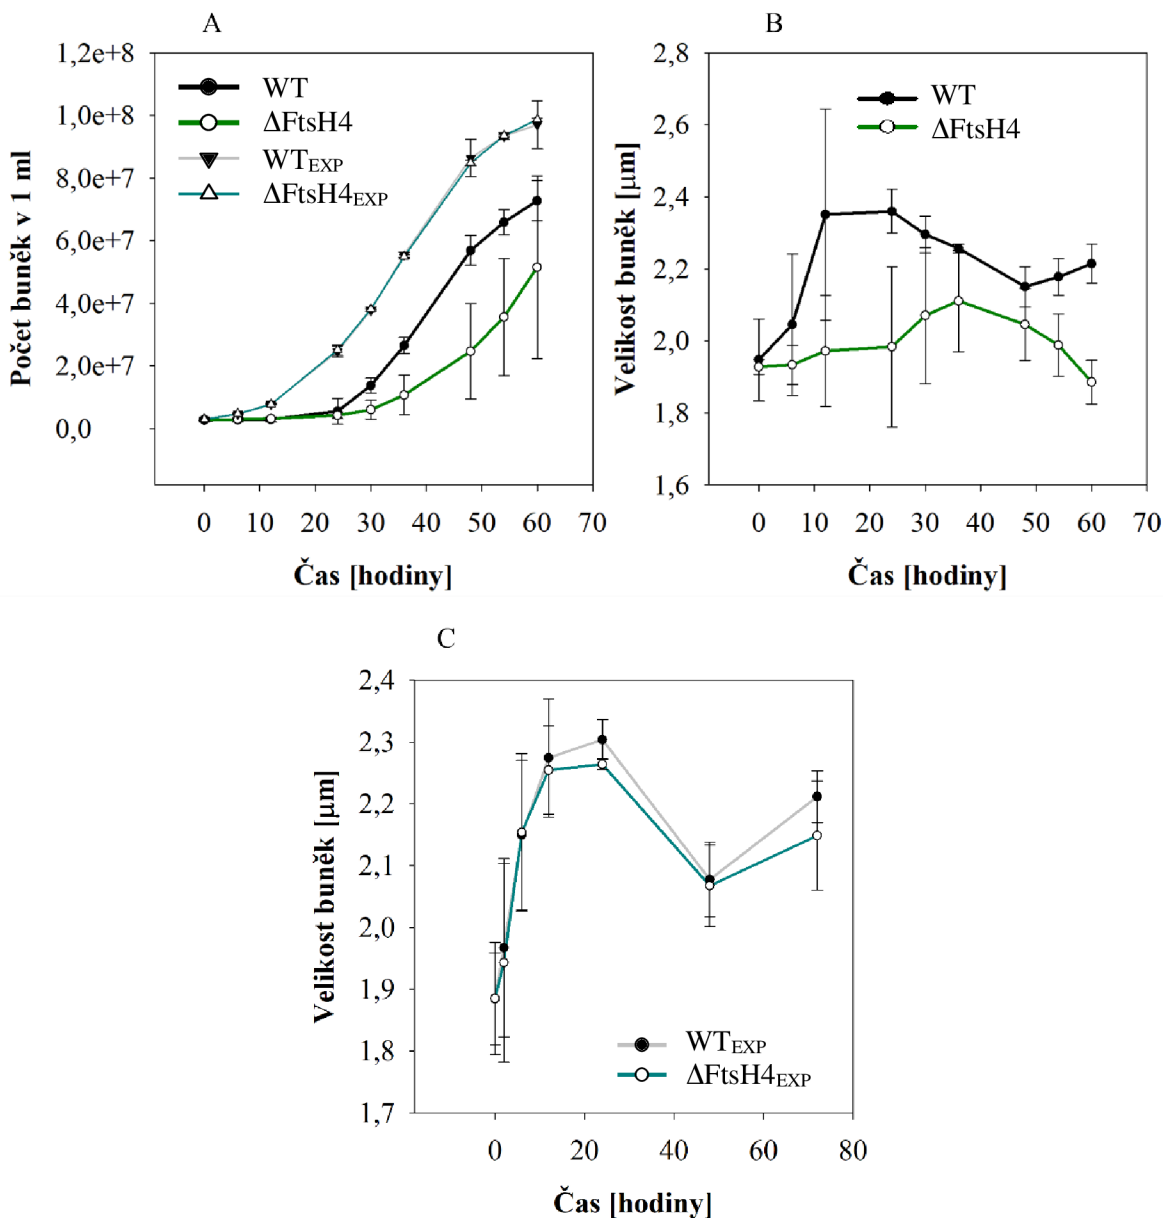 A
Počet buněk v 1 ml
1,2e+8
1,0e+8
8,0e+7
6,0e+7
4,0e+7
2,0e+7
0,0
WT
ΔFtsH4
WT_EXP
ΔFtsH4_EXP
0 10 20 30 40 50 60 70
Čas [hodiny]
B
Velikost buněk [µm]
2,8
2,6
2,4
2,2
2,0
1,8
1,6
WT
ΔFtsH4
0 10 20 30 40 50 60 70
Čas [hodiny]
C
Velikost buněk [µm]
2,4
2,3
2,2
2,1
2,0
1,9
1,8
1,7
WT_EXP
ΔFtsH4_EXP
0 20 40 60 80
Čas [hodiny]